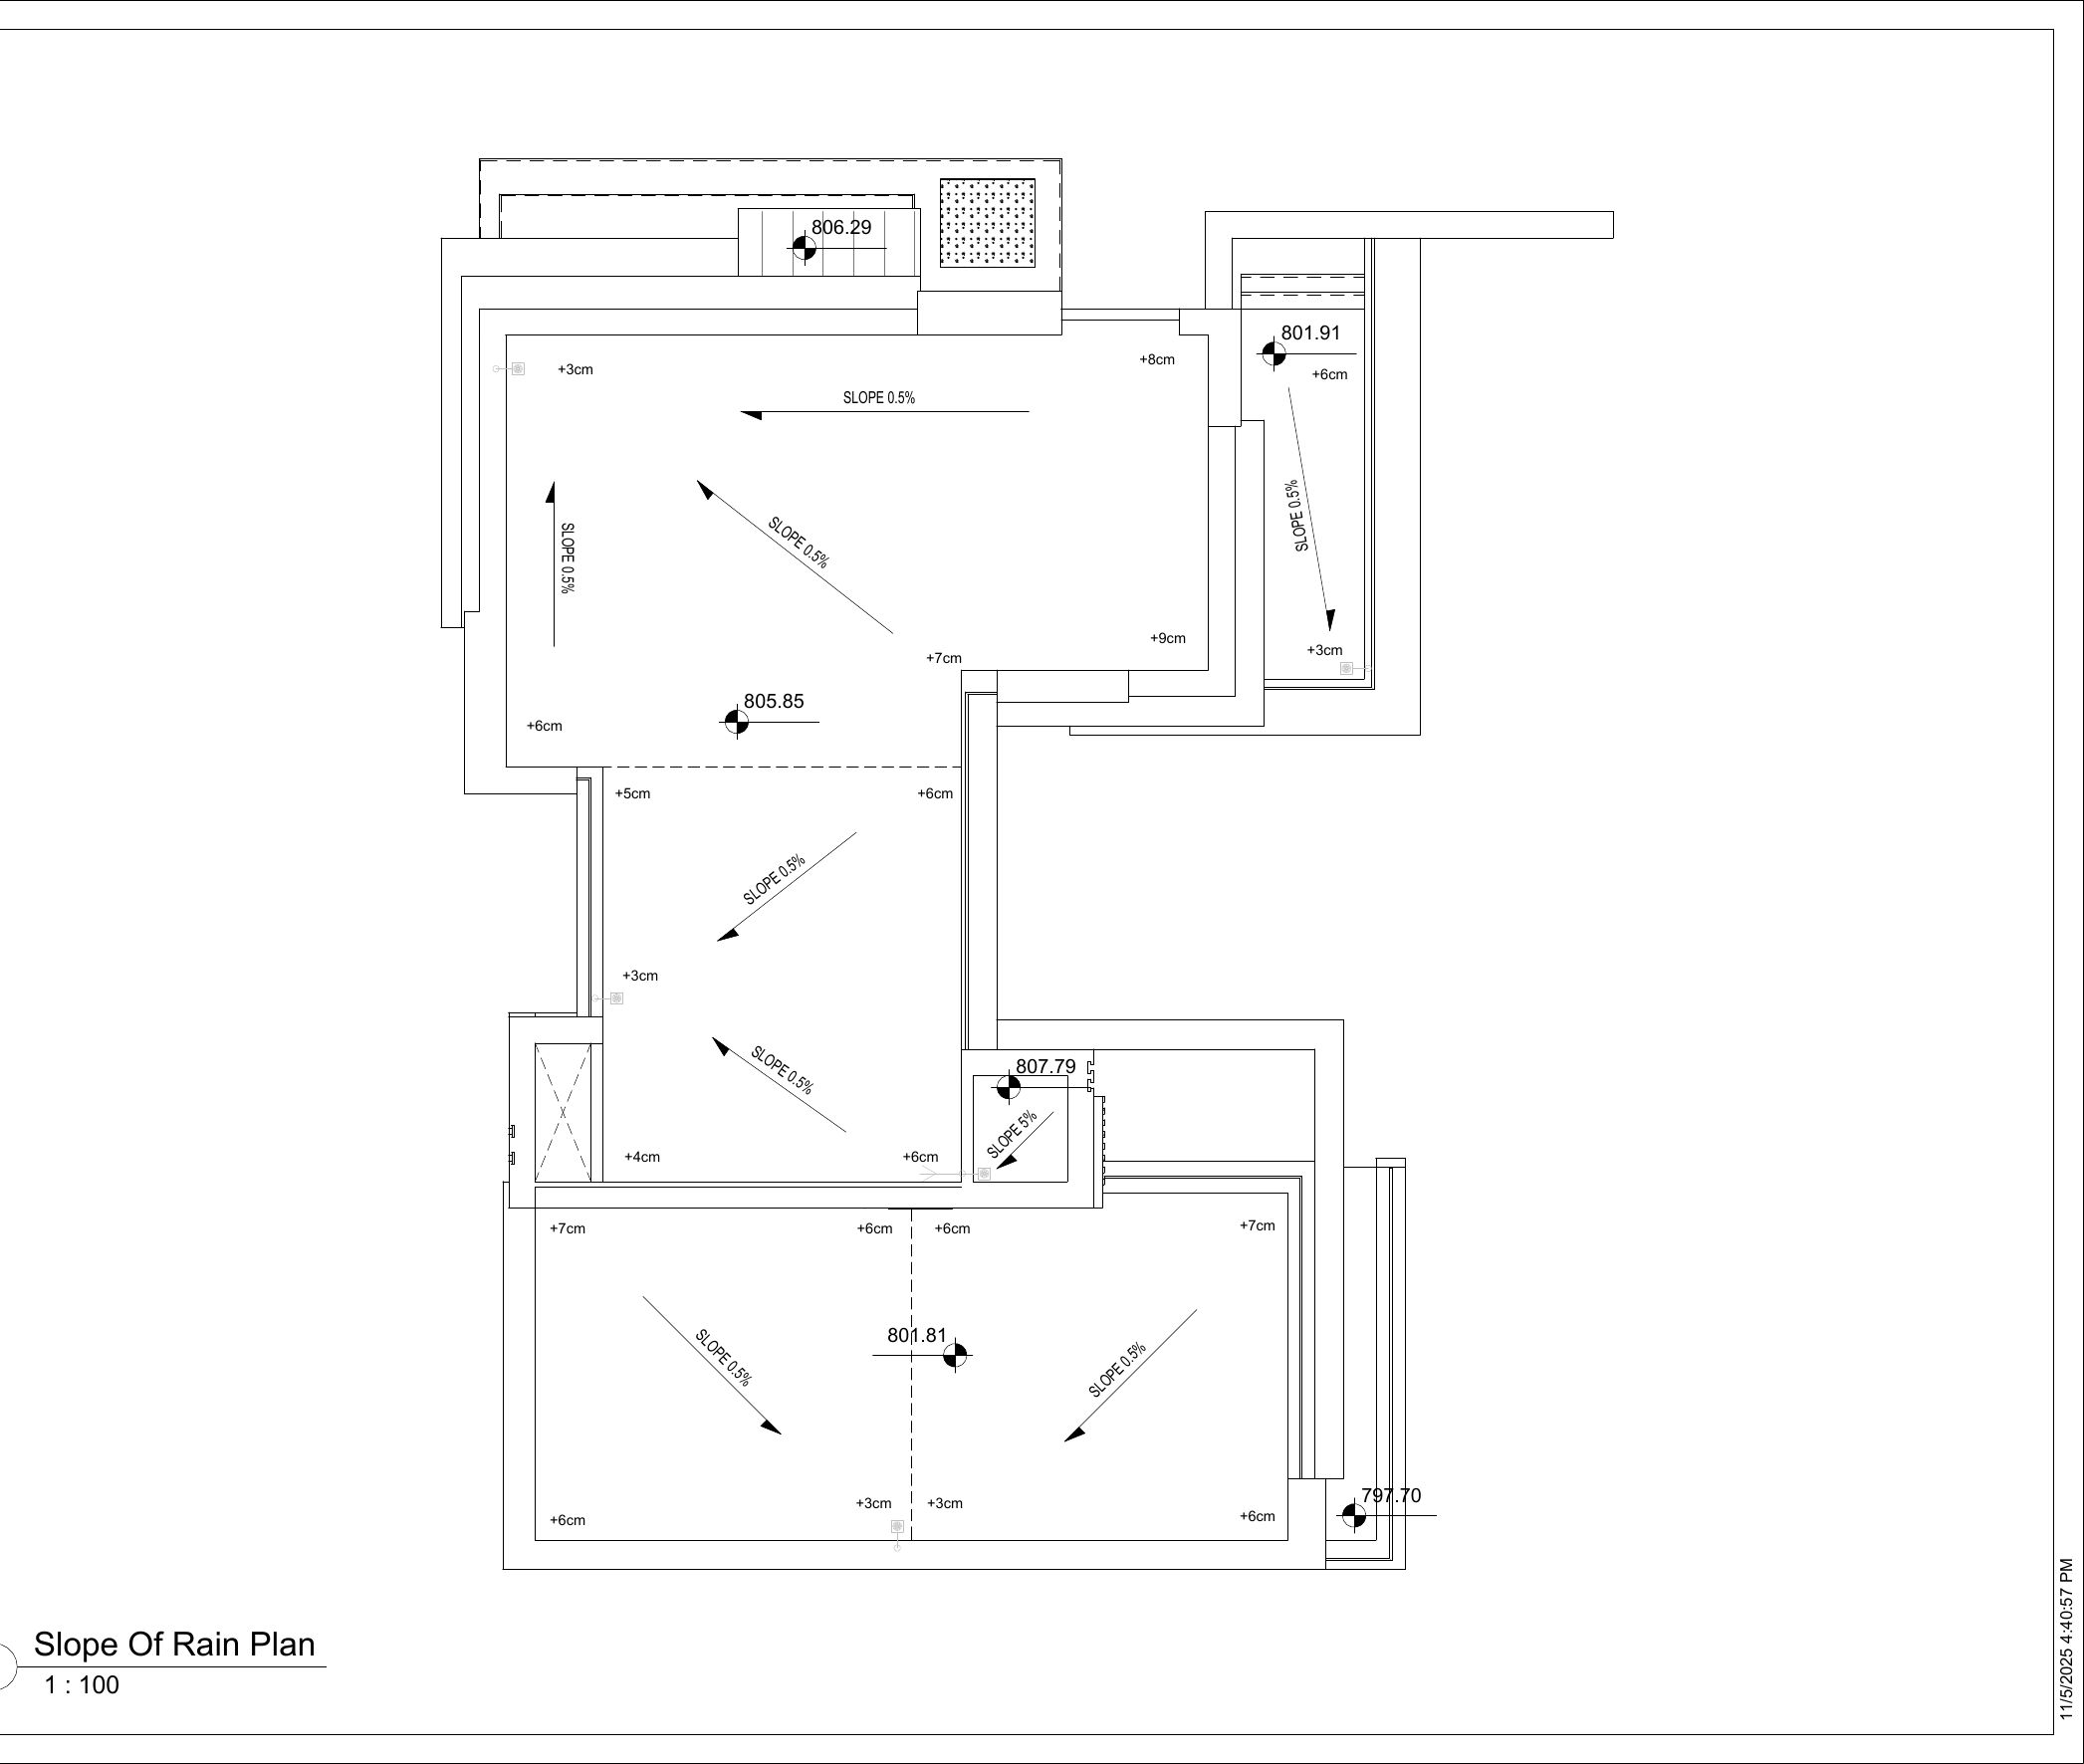 806.29
801.91
+3cm
+8cm
+6cm
SLOPE 0.5%
SLOPE 0.5%
SLOPE 0.5%
SLOPE 0.5%
+9cm
+7cm
+3cm
805.85
+6cm
+5cm
+6cm
SLOPE 0.5%
+3cm
SLOPE 0.5%
807.79
SLOPE 5%
+4cm
+6cm
+7cm
+6cm
+6cm
+7cm
801.81
SLOPE 0.5%
SLOPE 0.5%
+3cm
+3cm
797.70
+6cm
+6cm
Slope Of Rain Plan
1 : 100
11/5/2025 4:40:57 PM